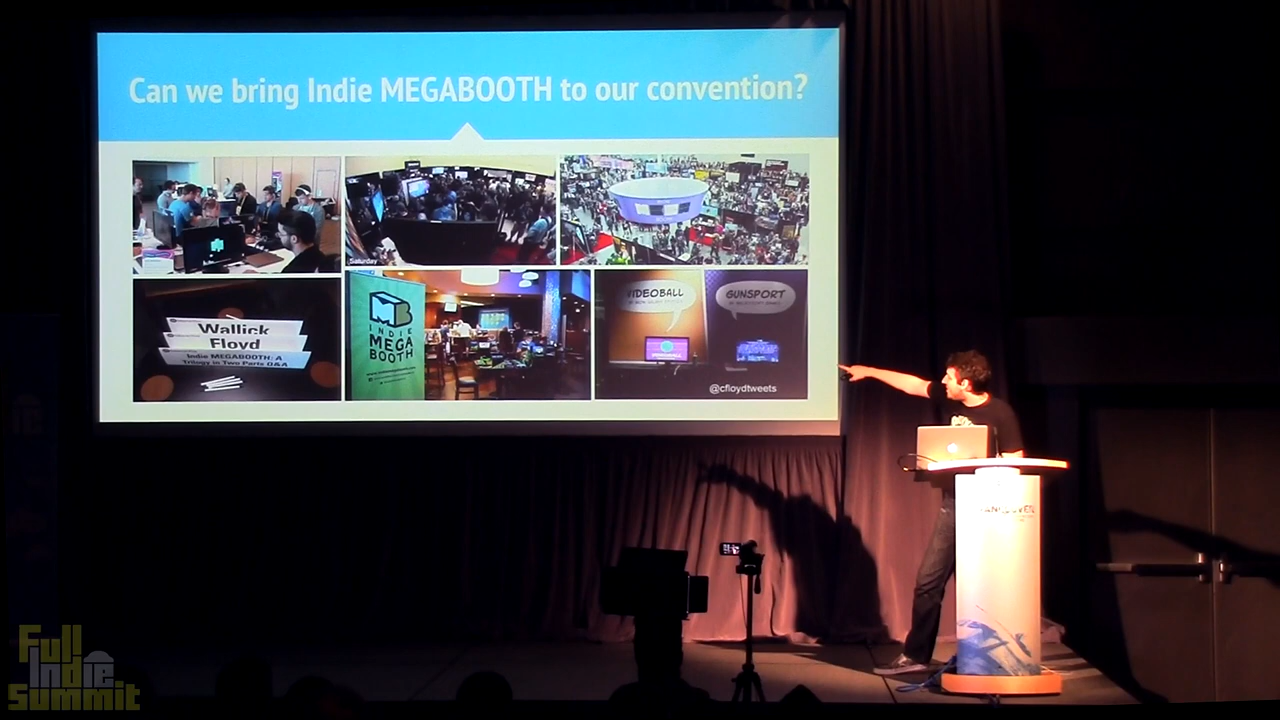 Can we bring Indie MEGABOOTH to our convention?
Saturday
Wallick
Floyd
Indie MEGABOOTH: A
Trilogy in Two Parts Q&A
MB
INDIE
MEGA
BOOTH
VIDEOBALL
GUNSPORT
@cfloydtweets
Full
Indie
Summit